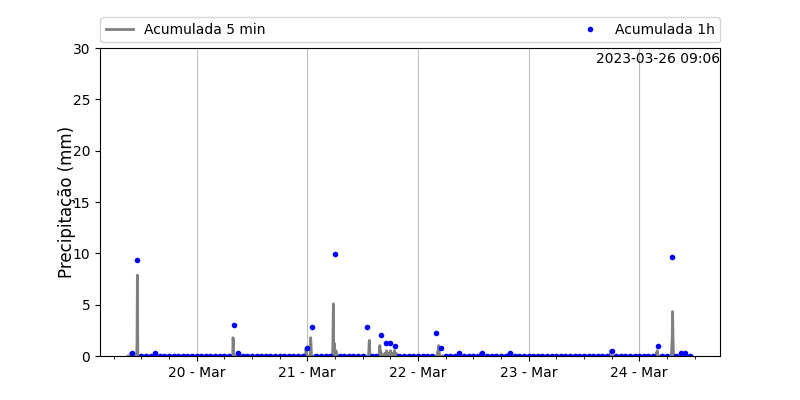 Acumulada 5 min
Acumulada 1h
2023-03-26 09:06
Precipitação (mm)
30
25
20
15
10
5
0
20 - Mar
21 - Mar
22 - Mar
23 - Mar
24 - Mar